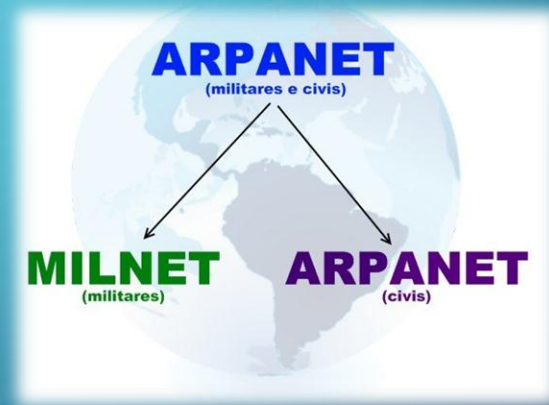 ARPANET
(militares e civis)
MILNET
(militares)
ARPANET
(civis)